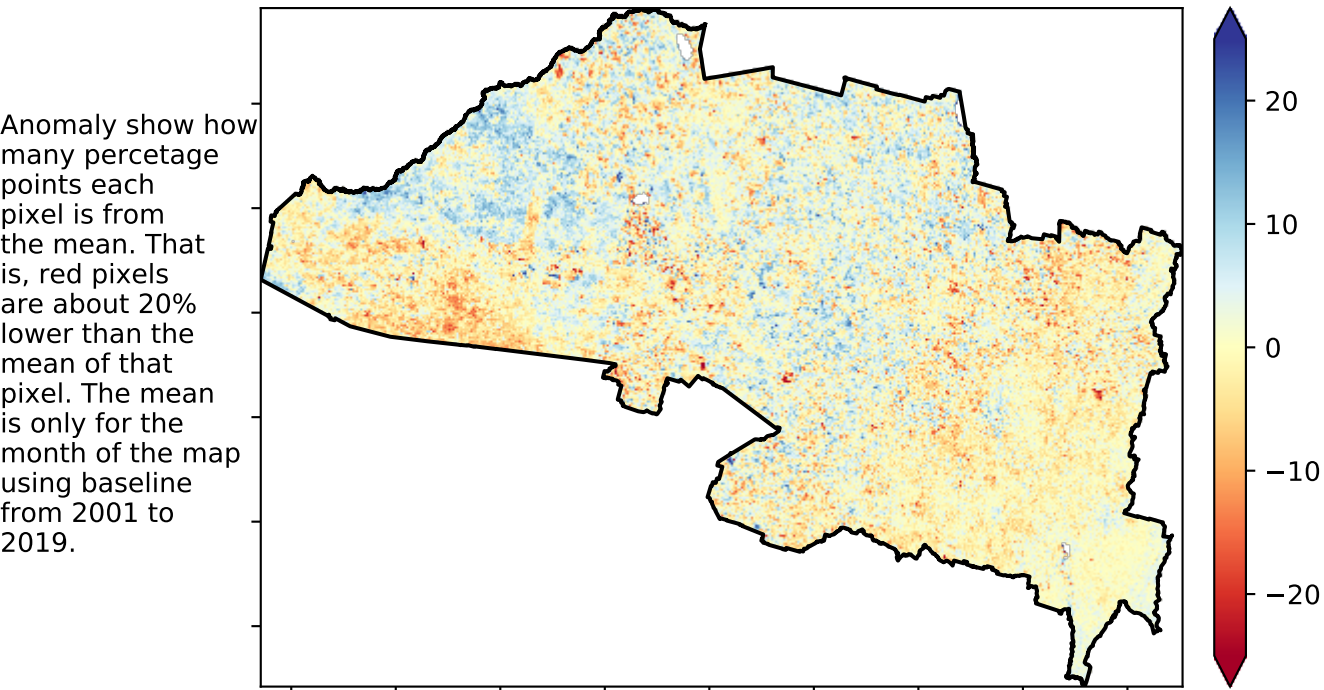 Anomaly show how
many percetage
points each
pixel is from
the mean. That
is, red pixels
are about 20%
lower than the
mean of that
pixel. The mean
is only for the
month of the map
using baseline
from 2001 to
2019.
20
10
0
−10
−20